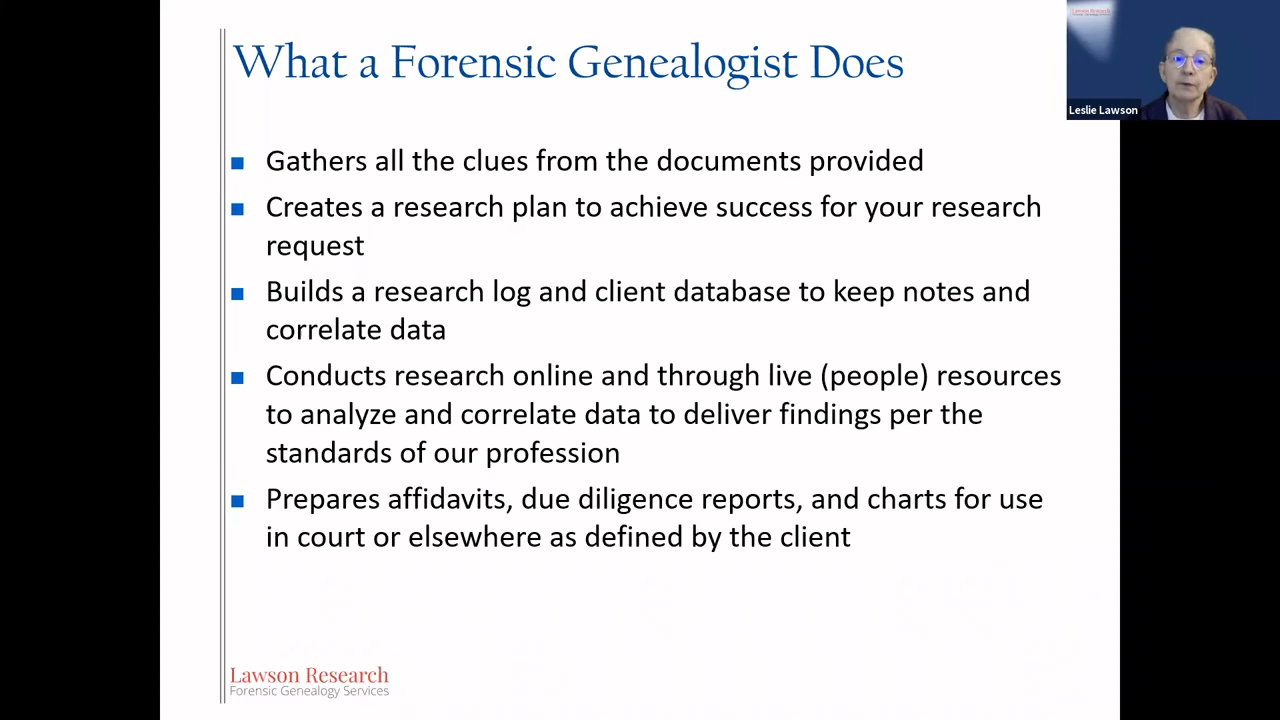 What a Forensic Genealogist Does
Lawson Research
Leslie Lawson
Gathers all the clues from the documents provided
Creates a research plan to achieve success for your research
request
Builds a research log and client database to keep notes and
correlate data
Conducts research online and through live (people) resources
to analyze and correlate data to deliver findings per the
standards of our profession
Prepares affidavits, due diligence reports, and charts for use
in court or elsewhere as defined by the client
Lawson Research
Forensic Genealogy Services